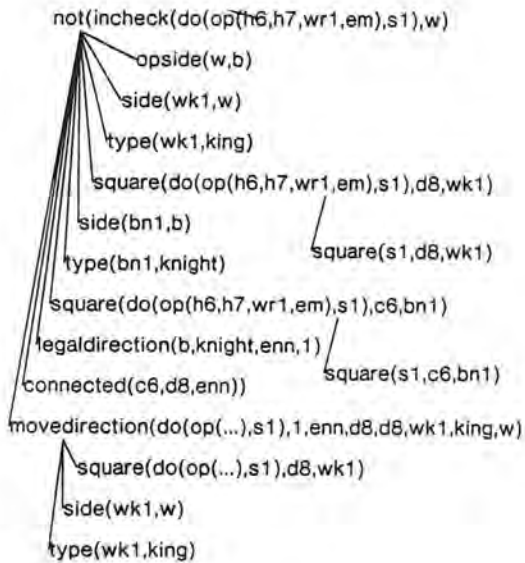 not(incheck(do(op(h6,h7,wr1,em),s1),w)
opside(w,b)
side(wk1,w)
type(wk1,king)
square(do(op(h6,h7,wr1,em),s1),d8,wk1)
side(bn1,b)
square(s1,d8,wk1)
type(bn1,knight)
square(do(op(h6,h7,wr1,em),s1),c6,bn1)
legaldirection(b,knight,enn,1)
square(s1,c6,bn1)
connected(c6,d8,enn))
movedirection(do(op(...),s1),1,enn,d8,d8,wk1,king,w)
square(do(op(...),s1),d8,wk1)
side(wk1,w)
type(wk1,king)